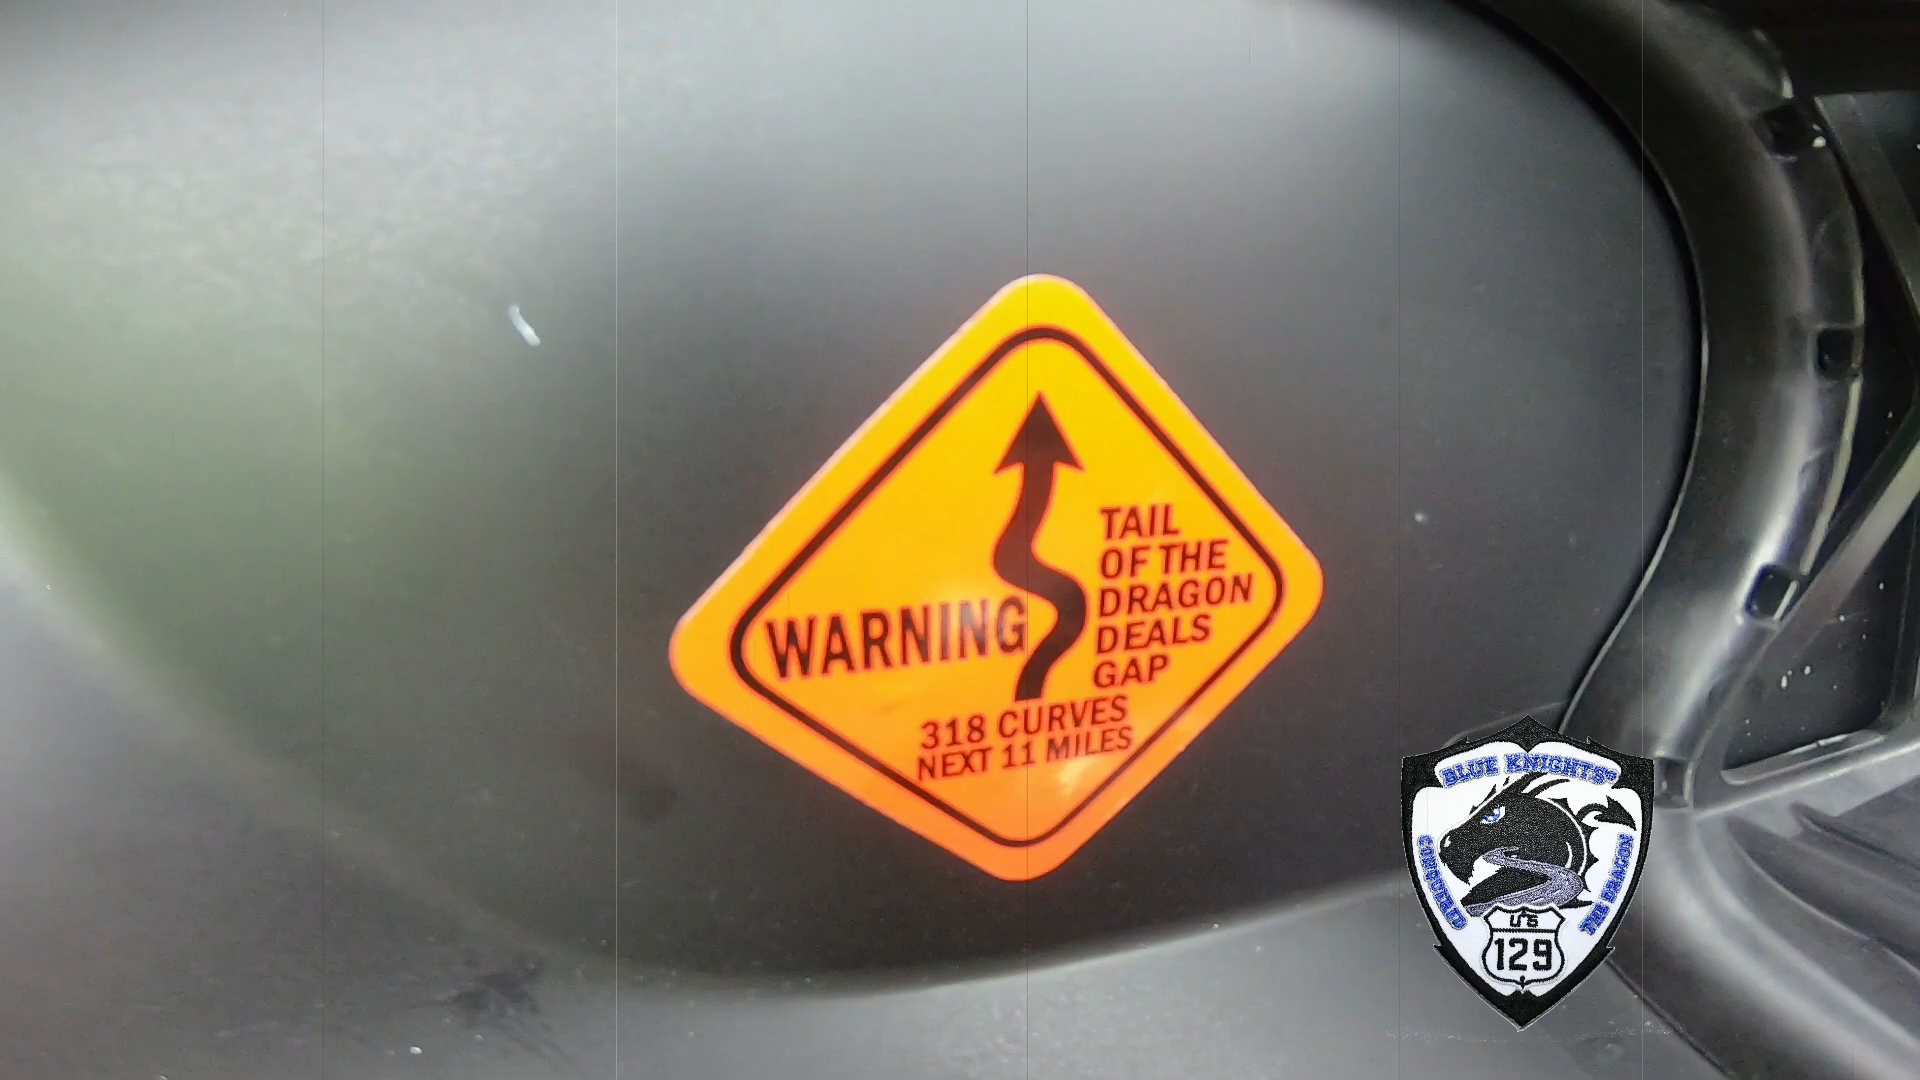 TAIL
OF THE
DRAGON
DEALS
GAP
WARNING
318 CURVES
NEXT 11 MILES
BLUE KNIGHTS®
CONQUERED
THE DRAGON
US
129